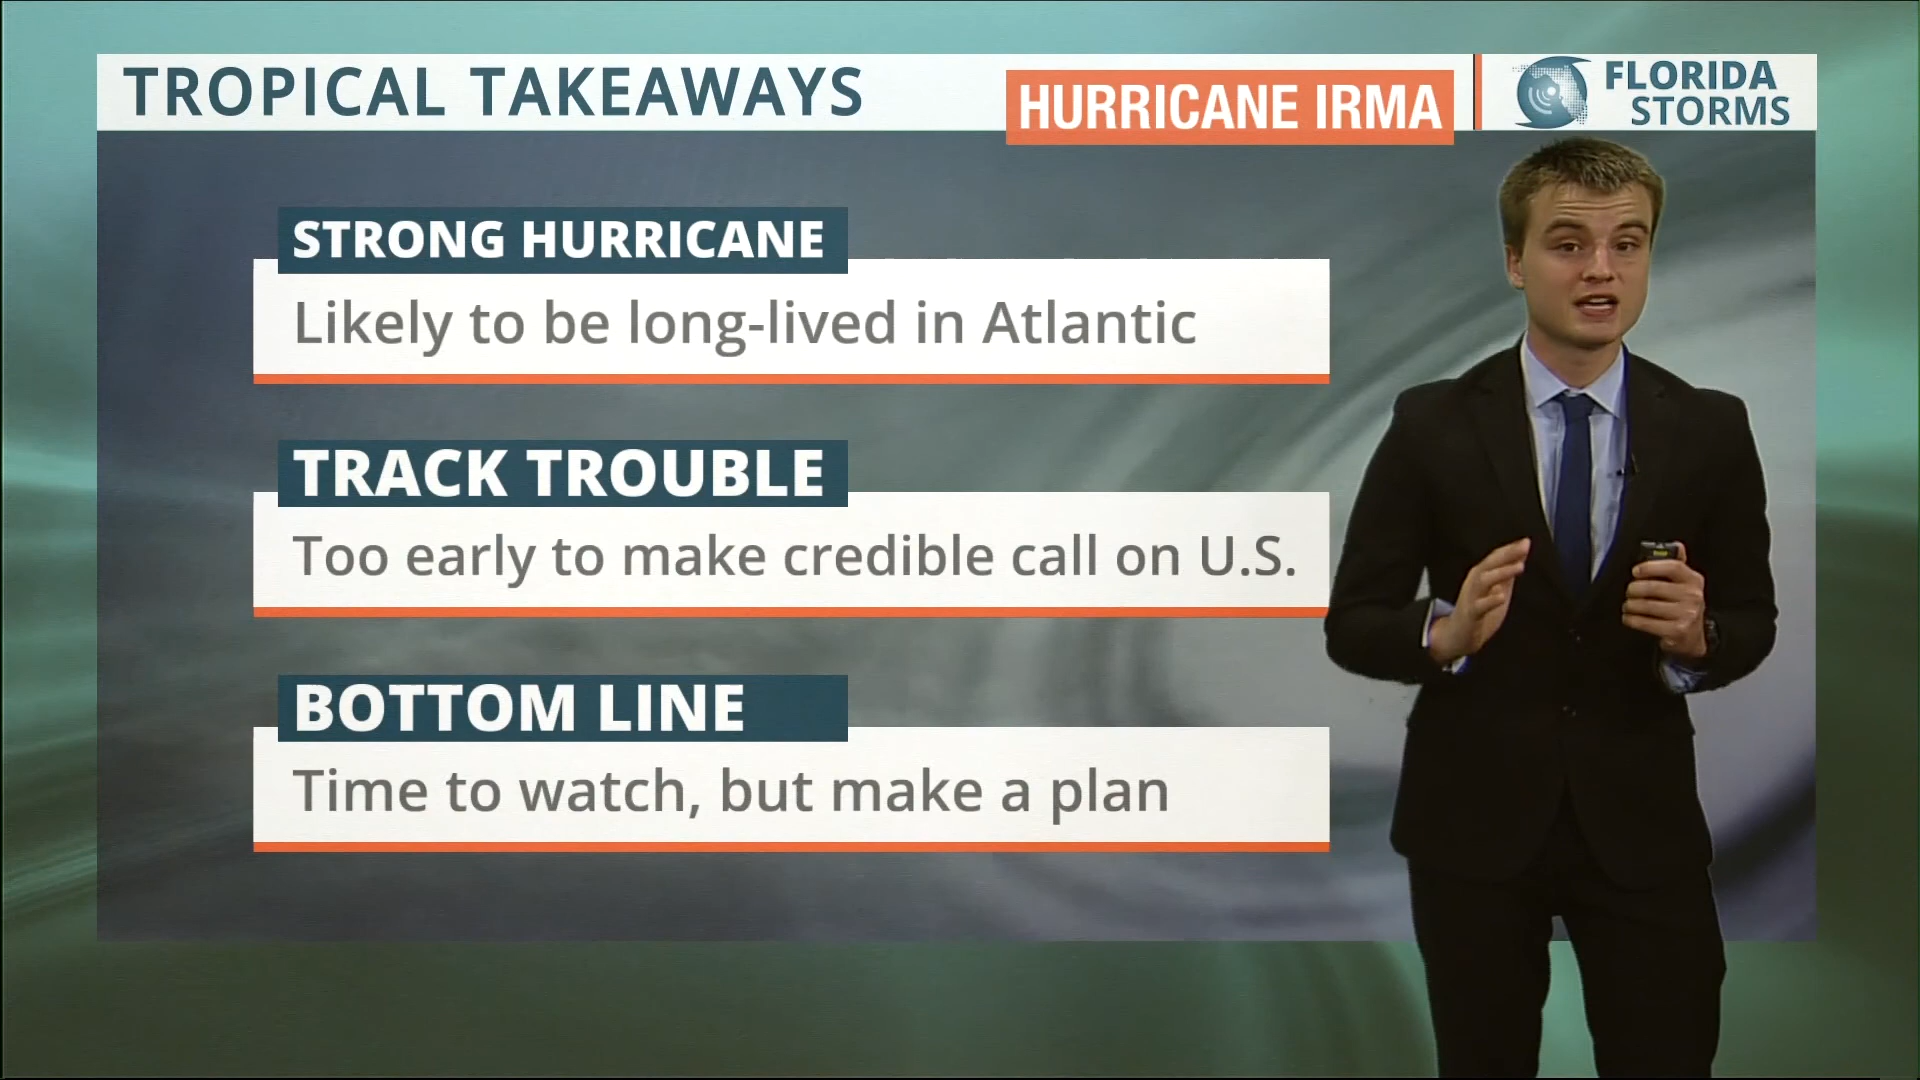 TROPICAL TAKEAWAYS
HURRICANE IRMA
FLORIDA
STORMS
STRONG HURRICANE
Likely to be long-lived in Atlantic
TRACK TROUBLE
Too early to make credible call on U.S.
BOTTOM LINE
Time to watch, but make a plan